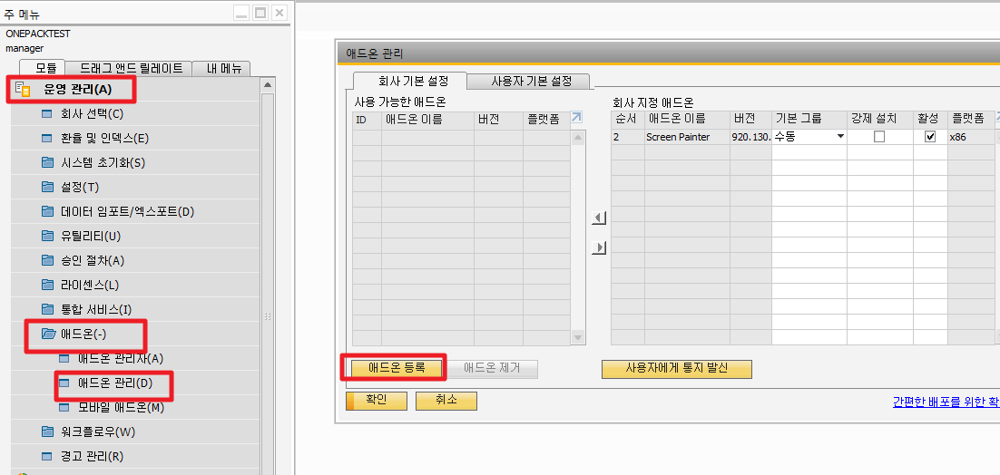 주 메뉴
ONEPACKTEST
manager
모듈 드래그 앤드 릴레이트 내 메뉴
운영 관리(A)
회사 선택(C)
환율 및 인덱스(E)
시스템 초기화(S)
설정(T)
데이터 임포트/엑스포트(D)
유틸리티(U)
승인 절차(A)
라이센스(L)
통합 서비스(I)
애드온(-)
애드온 관리자(A)
애드온 관리(D)
모바일 애드온(M)
워크플로우(W)
경고 관리(R)
애드온 관리
회사 기본 설정 사용자 기본 설정
사용 가능한 애드온
ID 애드온 이름 버전 플랫폼
회사 지정 애드온
순서 애드온 이름 버전 기본 그룹 강제 설치 활성 플랫폼
2 Screen Painter 920.130. 수동 x86
애드온 등록 애드온 제거 사용자에게 통지 발신
확인 취소
간편한 배포를 위한 확